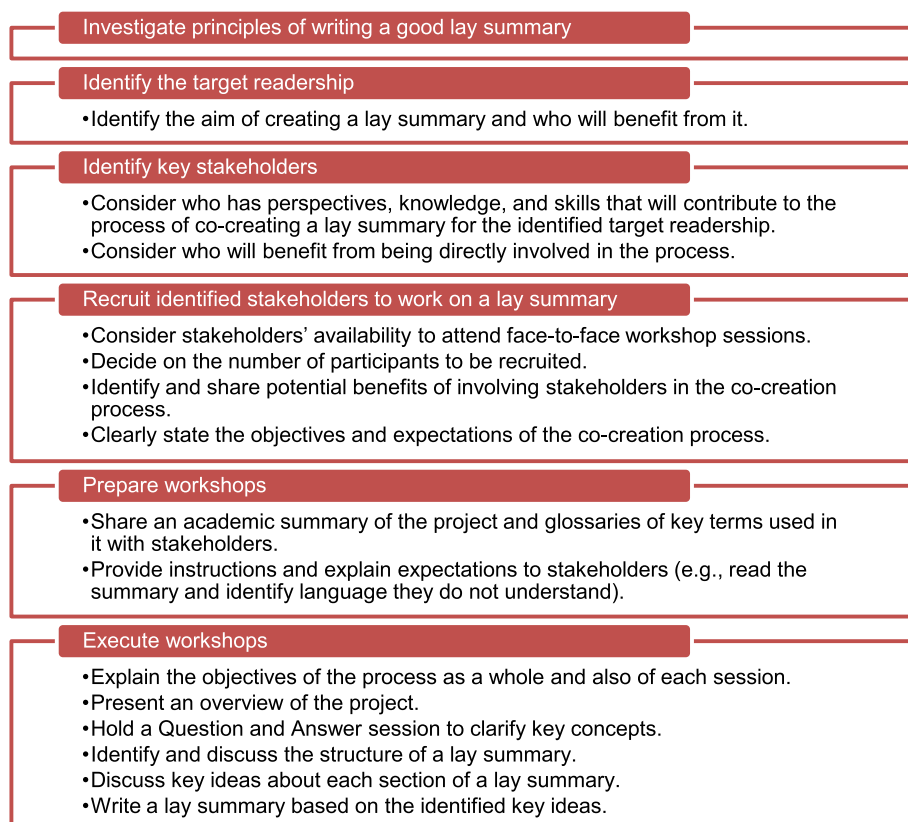 Investigate principles of writing a good lay summary
Identify the target readership
•Identify the aim of creating a lay summary and who will benefit from it.
Identify key stakeholders
•Consider who has perspectives, knowledge, and skills that will contribute to the
process of co-creating a lay summary for the identified target readership.
•Consider who will benefit from being directly involved in the process.
Recruit identified stakeholders to work on a lay summary
•Consider stakeholders’ availability to attend face-to-face workshop sessions.
•Decide on the number of participants to be recruited.
•Identify and share potential benefits of involving stakeholders in the co-creation
process.
•Clearly state the objectives and expectations of the co-creation process.
Prepare workshops
•Share an academic summary of the project and glossaries of key terms used in
it with stakeholders.
•Provide instructions and explain expectations to stakeholders (e.g., read the
summary and identify language they do not understand).
Execute workshops
•Explain the objectives of the process as a whole and also of each session.
•Present an overview of the project.
•Hold a Question and Answer session to clarify key concepts.
•Identify and discuss the structure of a lay summary.
•Discuss key ideas about each section of a lay summary.
•Write a lay summary based on the identified key ideas.